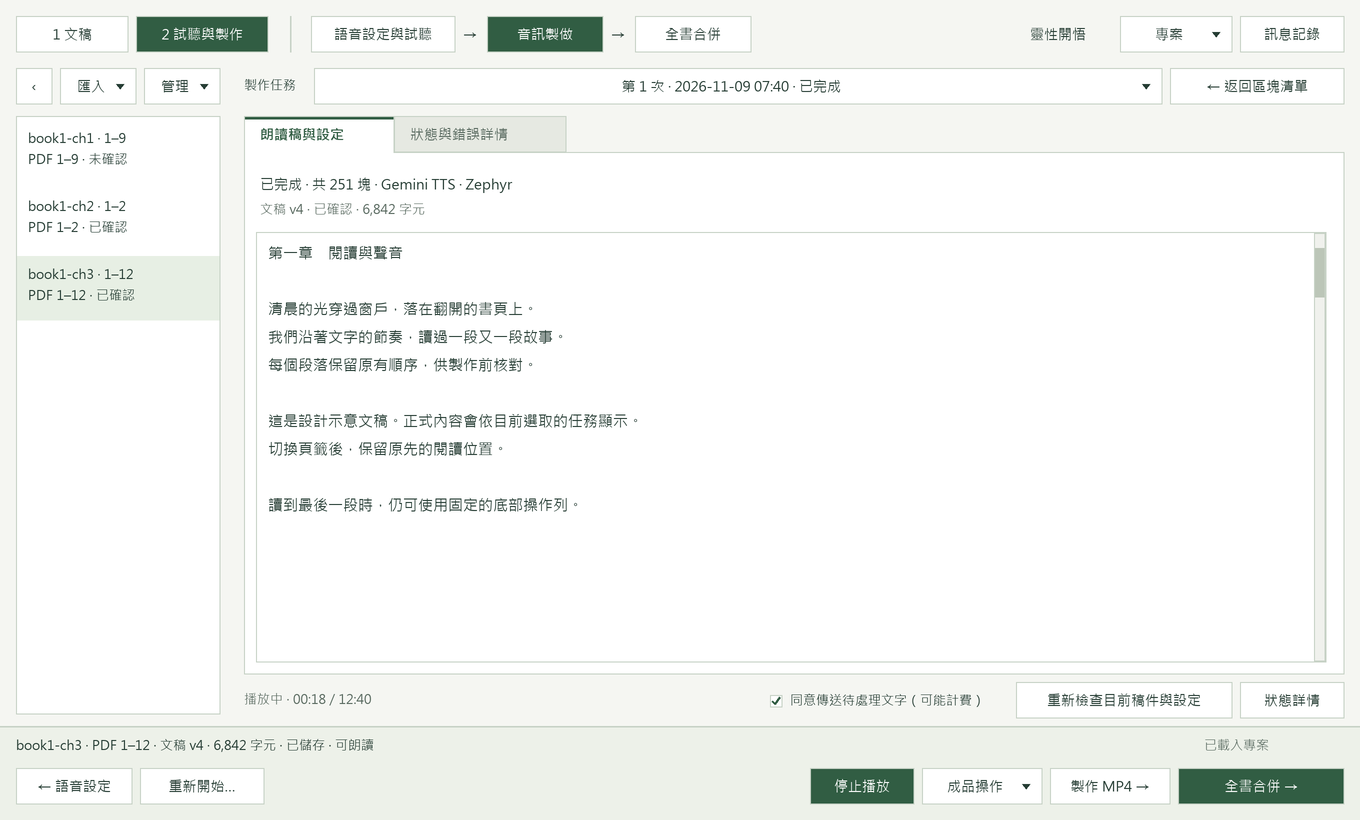 1 文稿
2 試聽與製作
語音設定與試聽
→
音訊製做
→
全書合併
靈性開悟
專案
訊息記錄
‹
匯入
管理
製作任務
第 1 次 · 2026-11-09 07:40 · 已完成
← 返回區塊清單
book1-ch1 · 1–9
PDF 1–9 · 未確認
book1-ch2 · 1–2
PDF 1–2 · 已確認
book1-ch3 · 1–12
PDF 1–12 · 已確認
朗讀稿與設定
狀態與錯誤詳情
已完成 · 共 251 塊 · Gemini TTS · Zephyr
文稿 v4 · 已確認 · 6,842 字元
第一章　閱讀與聲音
清晨的光穿過窗戶，落在翻開的書頁上。
我們沿著文字的節奏，讀過一段又一段故事。
每個段落保留原有順序，供製作前核對。
這是設計示意文稿。正式內容會依目前選取的任務顯示。
切換頁籤後，保留原先的閱讀位置。
讀到最後一段時，仍可使用固定的底部操作列。
播放中 · 00:18 / 12:40
同意傳送待處理文字（可能計費）
重新檢查目前稿件與設定
狀態詳情
book1-ch3 · PDF 1–12 · 文稿 v4 · 6,842 字元 · 已儲存 · 可朗讀
已載入專案
← 語音設定
重新開始...
停止播放
成品操作
製作 MP4 →
全書合併 →